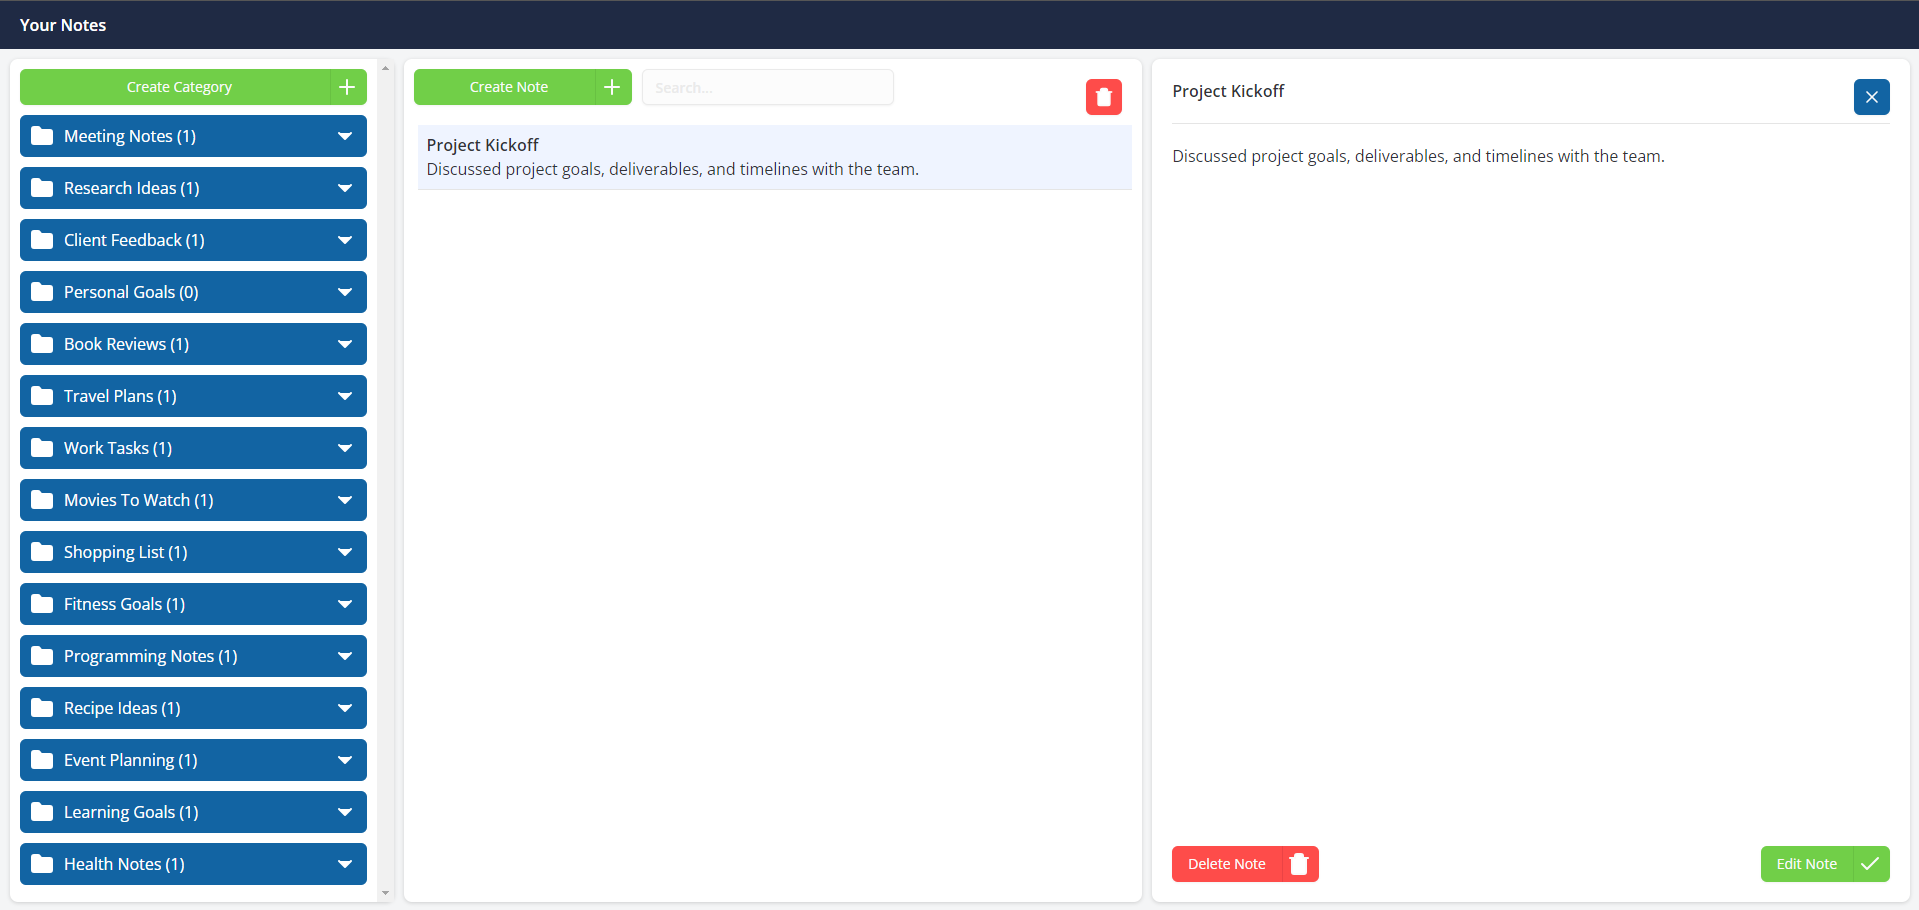 Your Notes
Create Category
Meeting Notes (1)
Research Ideas (1)
Client Feedback (1)
Personal Goals (0)
Book Reviews (1)
Travel Plans (1)
Work Tasks (1)
Movies To Watch (1)
Shopping List (1)
Fitness Goals (1)
Programming Notes (1)
Recipe Ideas (1)
Event Planning (1)
Learning Goals (1)
Health Notes (1)
Create Note
Search...
Project Kickoff
Discussed project goals, deliverables, and timelines with the team.
Project Kickoff
Discussed project goals, deliverables, and timelines with the team.
Delete Note
Edit Note